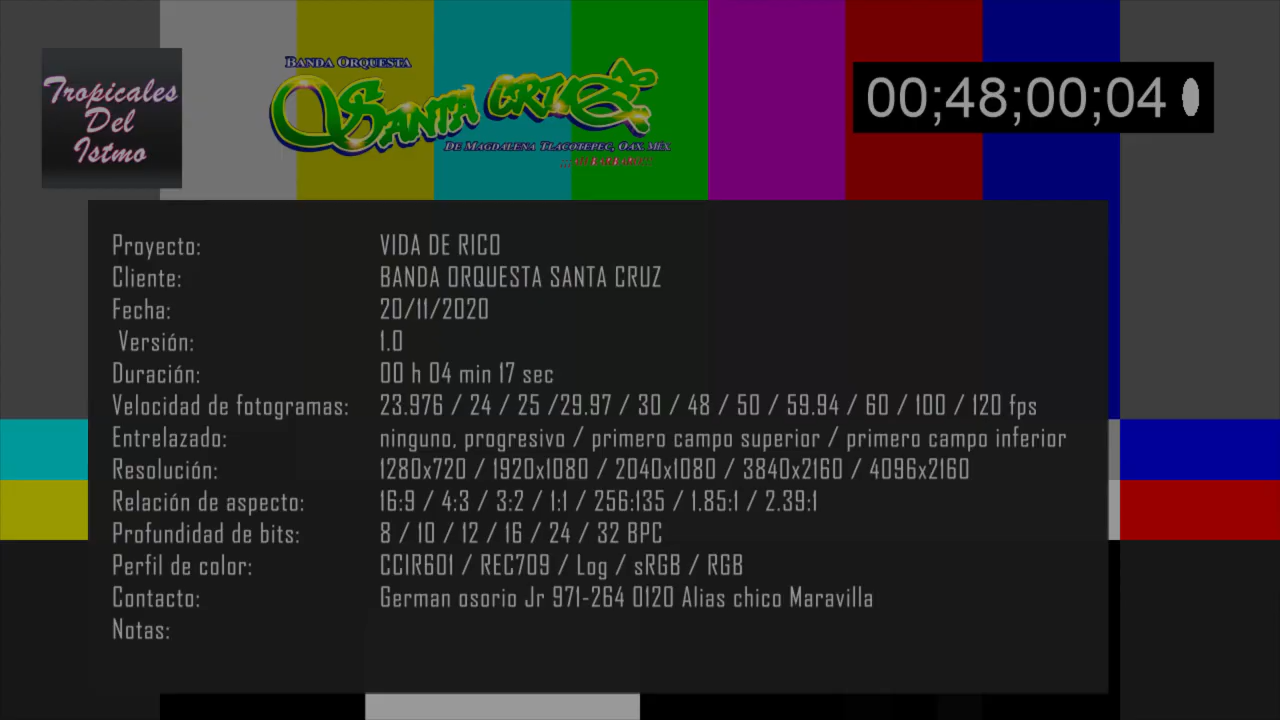 Tropicales
Del
Istmo
BANDA ORQUESTA
SANTA CRUZ
DE MAGDALENA TLACOTEPEC, OAX. MEX.
00;48;00;04
Proyecto: VIDA DE RICO
Cliente: BANDA ORQUESTA SANTA CRUZ
Fecha: 20/11/2020
Versión: 1.0
Duración: 00 h 04 min 17 sec
Velocidad de fotogramas: 23.976 / 24 / 25 /29.97 / 30 / 48 / 50 / 59.94 / 60 / 100 / 120 fps
Entrelazado: ninguno, progresivo / primero campo superior / primero campo inferior
Resolución: 1280x720 / 1920x1080 / 2040x1080 / 3840x2160 / 4096x2160
Relación de aspecto: 16:9 / 4:3 / 3:2 / 1:1 / 256:135 / 1.85:1 / 2.39:1
Profundidad de bits: 8 / 10 / 12 / 16 / 24 / 32 BPC
Perfil de color: CCIR601 / REC709 / Log / sRGB / RGB
Contacto: German osorio Jr 971-264 0120 Alias chico Maravilla
Notas: